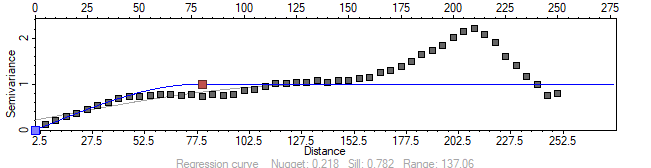 0 25 50 75 100 125 150 175 200 225 250 275
2
1
0
Semivariance
2.5 27.5 52.5 77.5 102.5 127.5 152.5 177.5 202.5 227.5 252.5
Distance
Regression curve Nugget: 0.218 Sill: 0.782 Range: 137.06